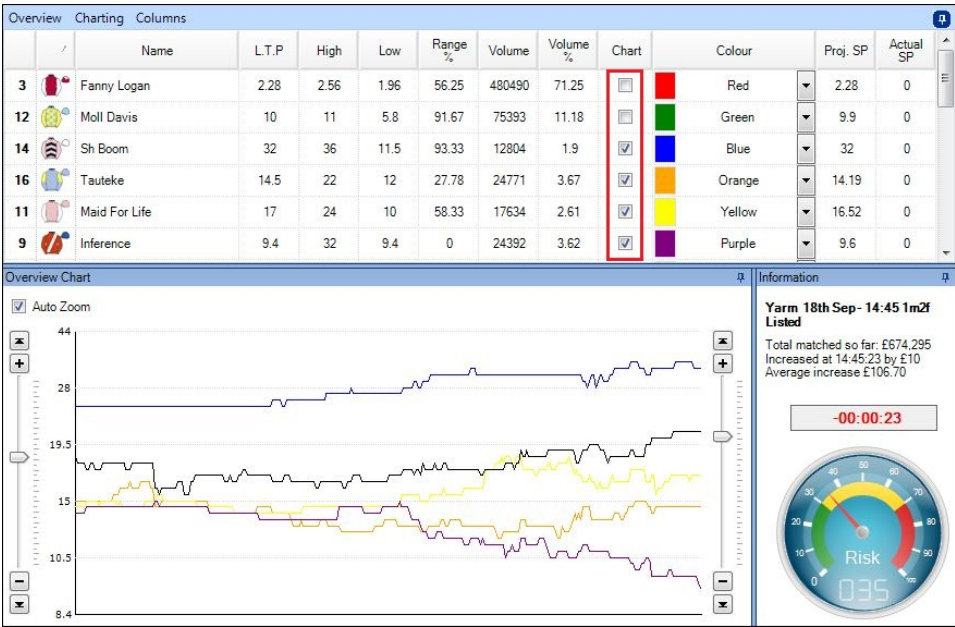 Overview Charting Columns
Name L.T.P High Low Range % Volume Volume % Chart Colour Proj. SP Actual SP
3 Fanny Logan 2.28 2.56 1.96 56.25 480490 71.25 Red 2.28 0
12 Moll Davis 10 11 5.8 91.67 75393 11.18 Green 9.9 0
14 Sh Boom 32 36 11.5 93.33 12804 1.9 Blue 32 0
16 Tauteke 14.5 22 12 27.78 24771 3.67 Orange 14.19 0
11 Maid For Life 17 24 10 58.33 17634 2.61 Yellow 16.52 0
9 Inference 9.4 32 9.4 0 24392 3.62 Purple 9.6 0
Overview Chart
Auto Zoom
44
28
19.5
15
10.5
8.4
Information
Yarm 18th Sep - 14:45 1m2f
Listed
Total matched so far: £674,295
Increased at 14:45:23 by £10
Average increase £106.70
-00:00:23
0 10 20 30 40 50 60 70 80 90 100
Risk
035